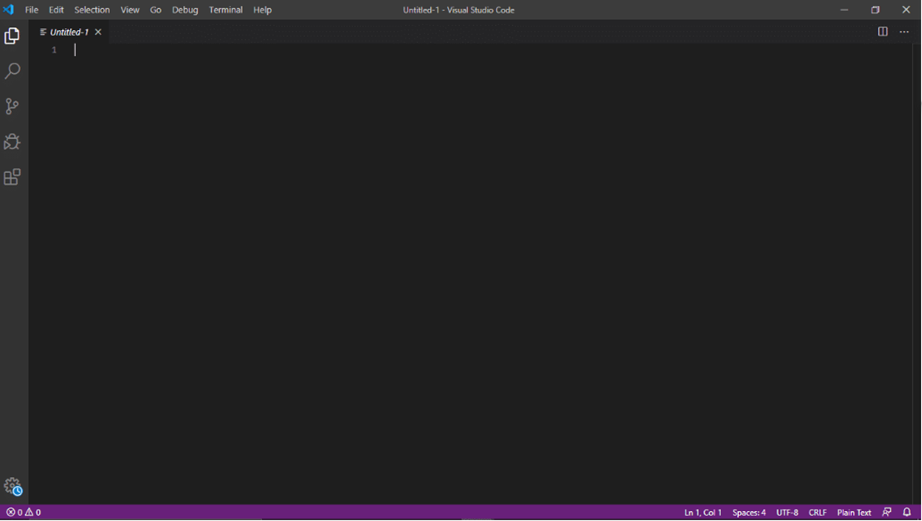 File Edit Selection View Go Debug Terminal Help Untitled-1 - Visual Studio Code
Untitled-1
1
0 0 Ln 1, Col 1 Spaces: 4 UTF-8 CRLF Plain Text